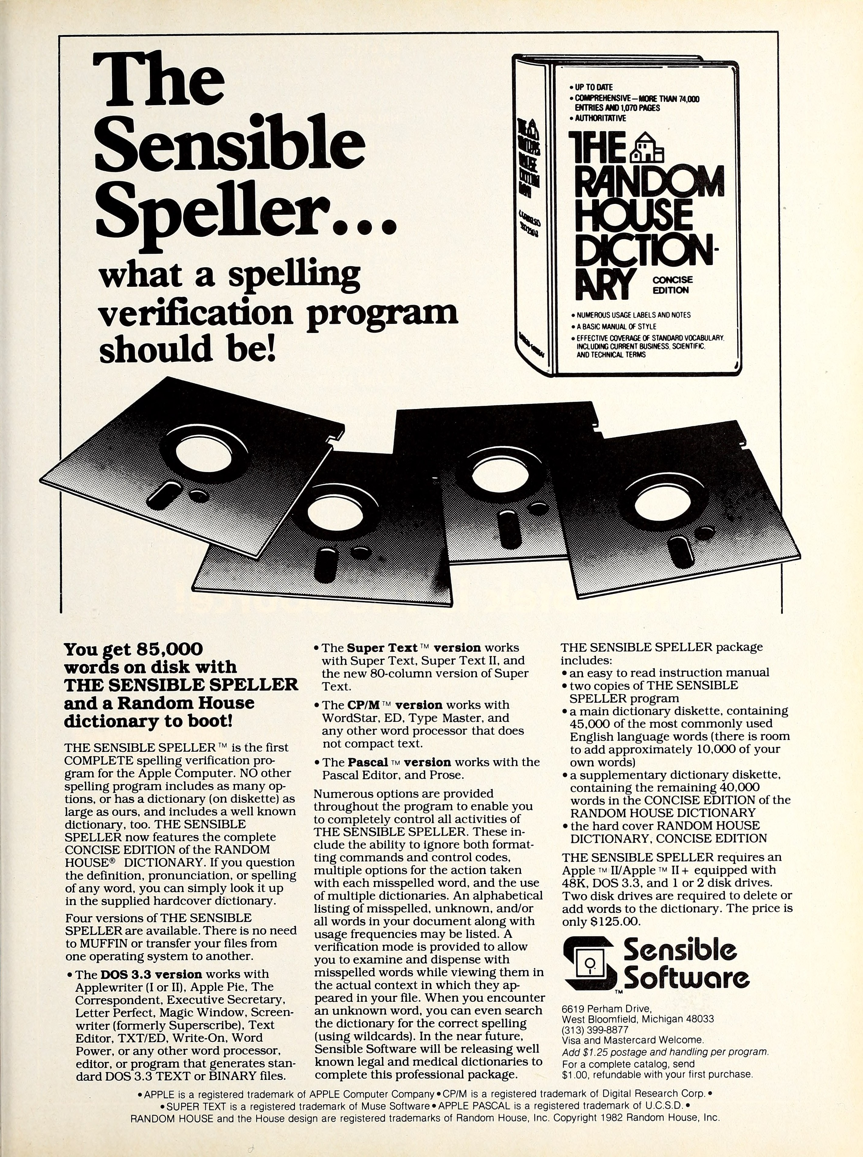 The
Sensible
Speller...
what a spelling
verification program
should be!
• UP TO DATE
• COMPREHENSIVE—MORE THAN 74,000
ENTRIES AND 1,070 PAGES
• AUTHORITATIVE
THE
RANDOM
HOUSE
DICTION-
ARY
CONCISE
EDITION
• NUMEROUS USAGE LABELS AND NOTES
• A BASIC MANUAL OF STYLE
• EFFECTIVE COVERAGE OF STANDARD VOCABULARY,
INCLUDING CURRENT BUSINESS, SCIENTIFIC,
AND TECHNICAL TERMS
You get 85,000
words on disk with
THE SENSIBLE SPELLER
and a Random House
dictionary to boot!
THE SENSIBLE SPELLER™ is the first
COMPLETE spelling verification pro-
gram for the Apple Computer. NO other
spelling program includes as many op-
tions, or has a dictionary (on diskette) as
large as ours, and includes a well known
dictionary, too. THE SENSIBLE
SPELLER now features the complete
CONCISE EDITION of the RANDOM
HOUSE® DICTIONARY. If you question
the definition, pronunciation, or spelling
of any word, you can simply look it up
in the supplied hardcover dictionary.
Four versions of THE SENSIBLE
SPELLER are available. There is no need
to MUFFIN or transfer your files from
one operating system to another.
• The DOS 3.3 version works with
Applewriter (I or II), Apple Pie, The
Correspondent, Executive Secretary,
Letter Perfect, Magic Window, Screen-
writer (formerly Superscribe), Text
Editor, TXT/ED, Write-On, Word
Power, or any other word processor,
editor, or program that generates stan-
dard DOS 3.3 TEXT or BINARY files.
• The Super Text™ version works
with Super Text, Super Text II, and
the new 80-column version of Super
Text.
• The CP/M™ version works with
WordStar, ED, Type Master, and
any other word processor that does
not compact text.
• The Pascal™ version works with the
Pascal Editor, and Prose.
Numerous options are provided
throughout the program to enable you
to completely control all activities of
THE SENSIBLE SPELLER. These in-
clude the ability to ignore both format-
ting commands and control codes,
multiple options for the action taken
with each misspelled word, and the use
of multiple dictionaries. An alphabetical
listing of misspelled, unknown, and/or
all words in your document along with
usage frequencies may be listed. A
verification mode is provided to allow
you to examine and dispense with
misspelled words while viewing them in
the actual context in which they ap-
peared in your file. When you encounter
an unknown word, you can even search
the dictionary for the correct spelling
(using wildcards). In the near future,
Sensible Software will be releasing well
known legal and medical dictionaries to
complete this professional package.
THE SENSIBLE SPELLER package
includes:
• an easy to read instruction manual
• two copies of THE SENSIBLE
SPELLER program
• a main dictionary diskette, containing
45,000 of the most commonly used
English language words (there is room
to add approximately 10,000 of your
own words)
• a supplementary dictionary diskette,
containing the remaining 40,000
words in the CONCISE EDITION of the
RANDOM HOUSE DICTIONARY
• the hard cover RANDOM HOUSE
DICTIONARY, CONCISE EDITION
THE SENSIBLE SPELLER requires an
Apple™ II/Apple™ II+ equipped with
48K, DOS 3.3, and 1 or 2 disk drives.
Two disk drives are required to delete or
add words to the dictionary. The price is
only $125.00.
Sensible
Software
™
6619 Perham Drive,
West Bloomfield, Michigan 48033
(313) 399-8877
Visa and Mastercard Welcome.
Add $1.25 postage and handling per program.
For a complete catalog, send
$1.00, refundable with your first purchase.
• APPLE is a registered trademark of APPLE Computer Company • CP/M is a registered trademark of Digital Research Corp. •
• SUPER TEXT is a registered trademark of Muse Software • APPLE PASCAL is a registered trademark of U.C.S.D. •
RANDOM HOUSE and the House design are registered trademarks of Random House, Inc. Copyright 1982 Random House, Inc.